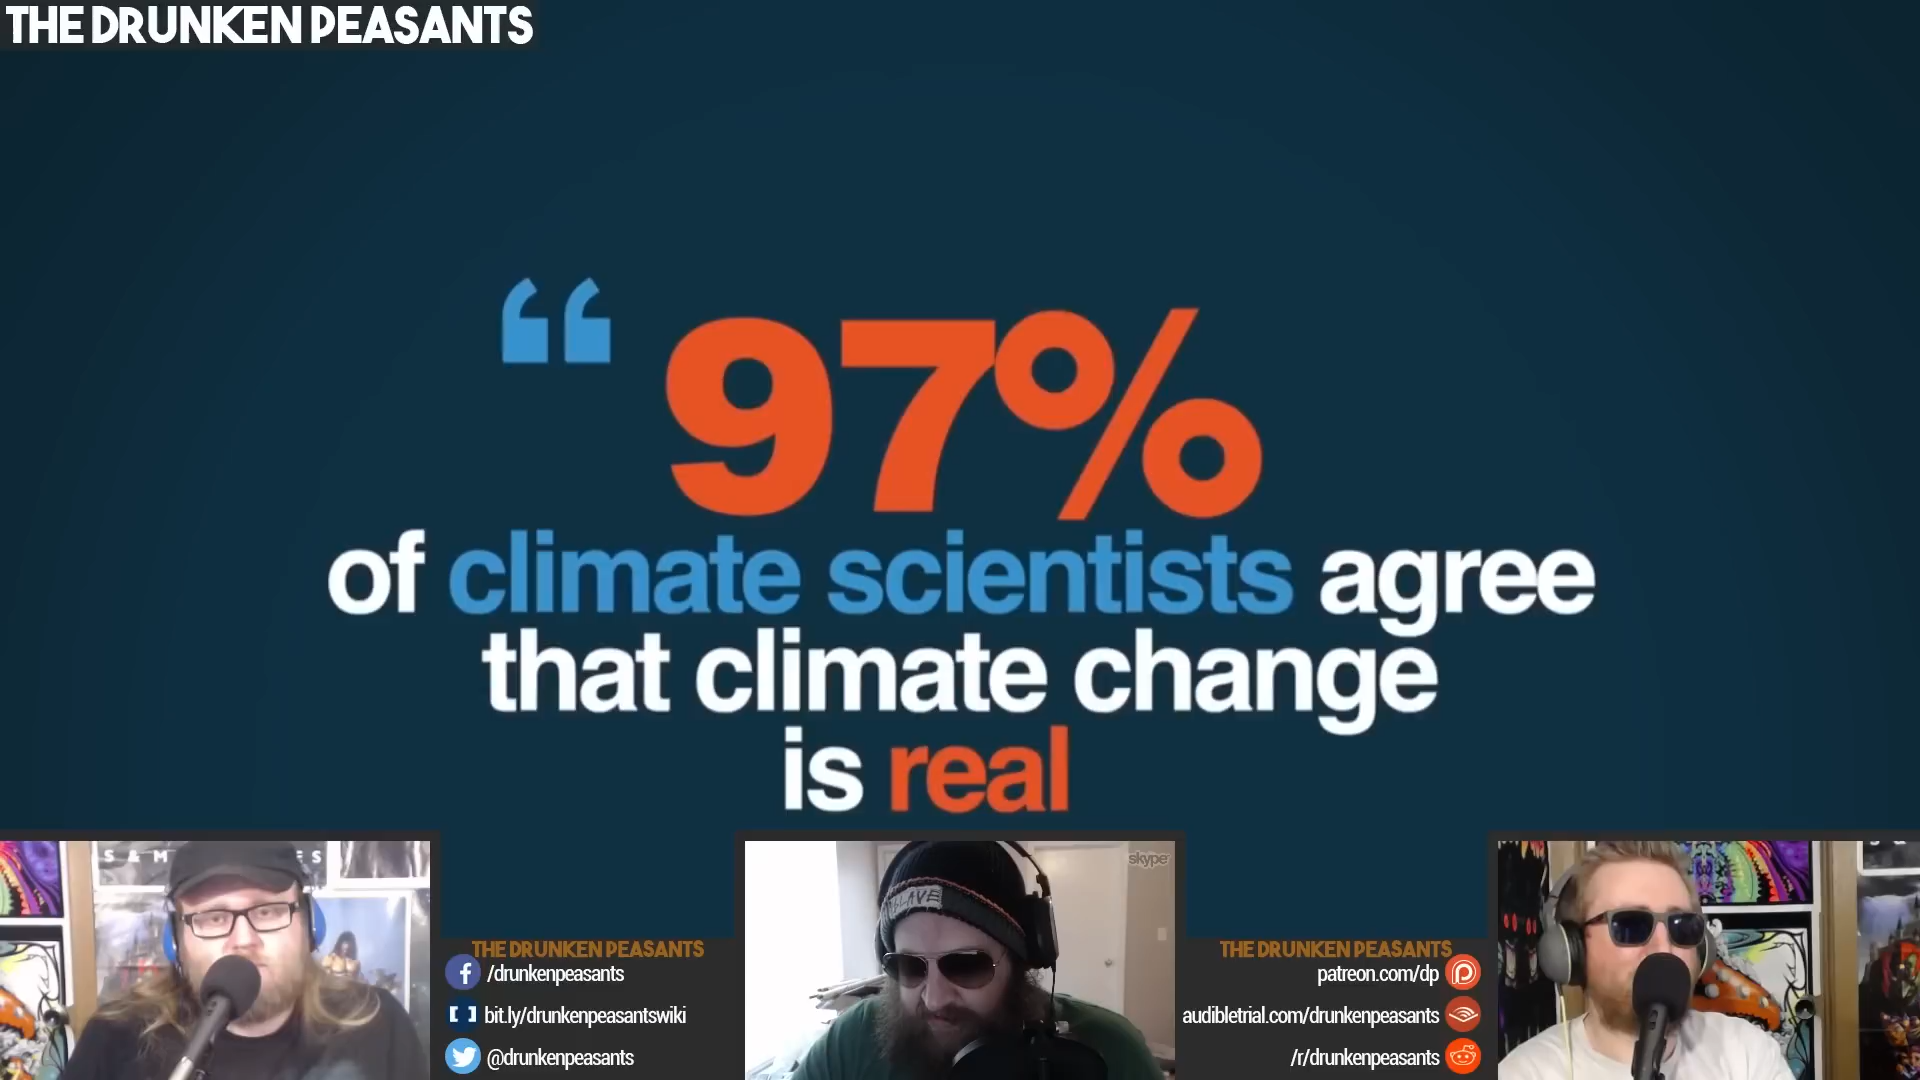 THE DRUNKEN PEASANTS
“ 97%
of climate scientists agree
that climate change
is real
S & M
E S
skype
SLAVE
THE DRUNKEN PEASANTS
/drunkenpeasants
bit.ly/drunkenpeasantswiki
@drunkenpeasants
THE DRUNKEN PEASANTS
patreon.com/dp
audibletrial.com/drunkenpeasants
/r/drunkenpeasants